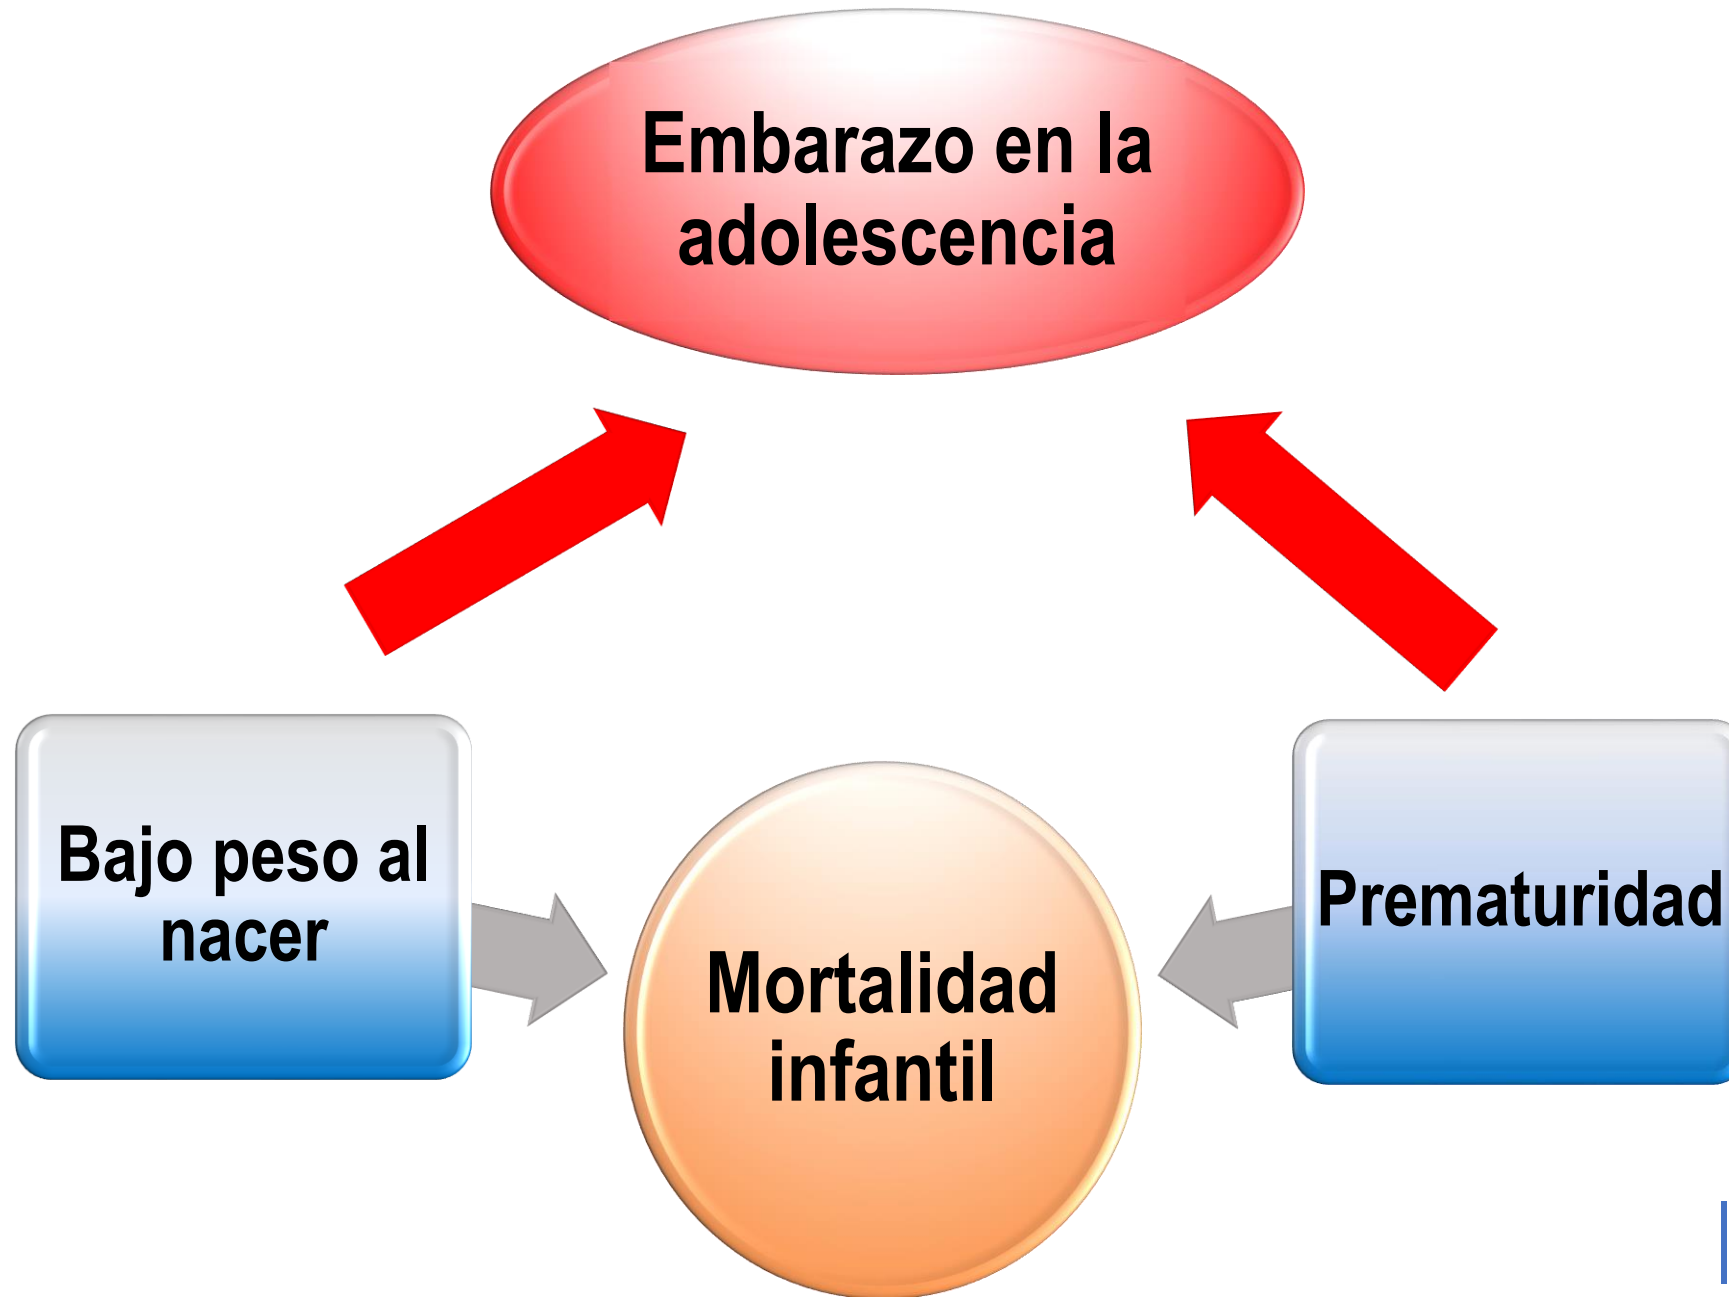 Embarazo en la
adolescencia
Bajo peso al
nacer
Mortalidad
infantil
Prematuridad